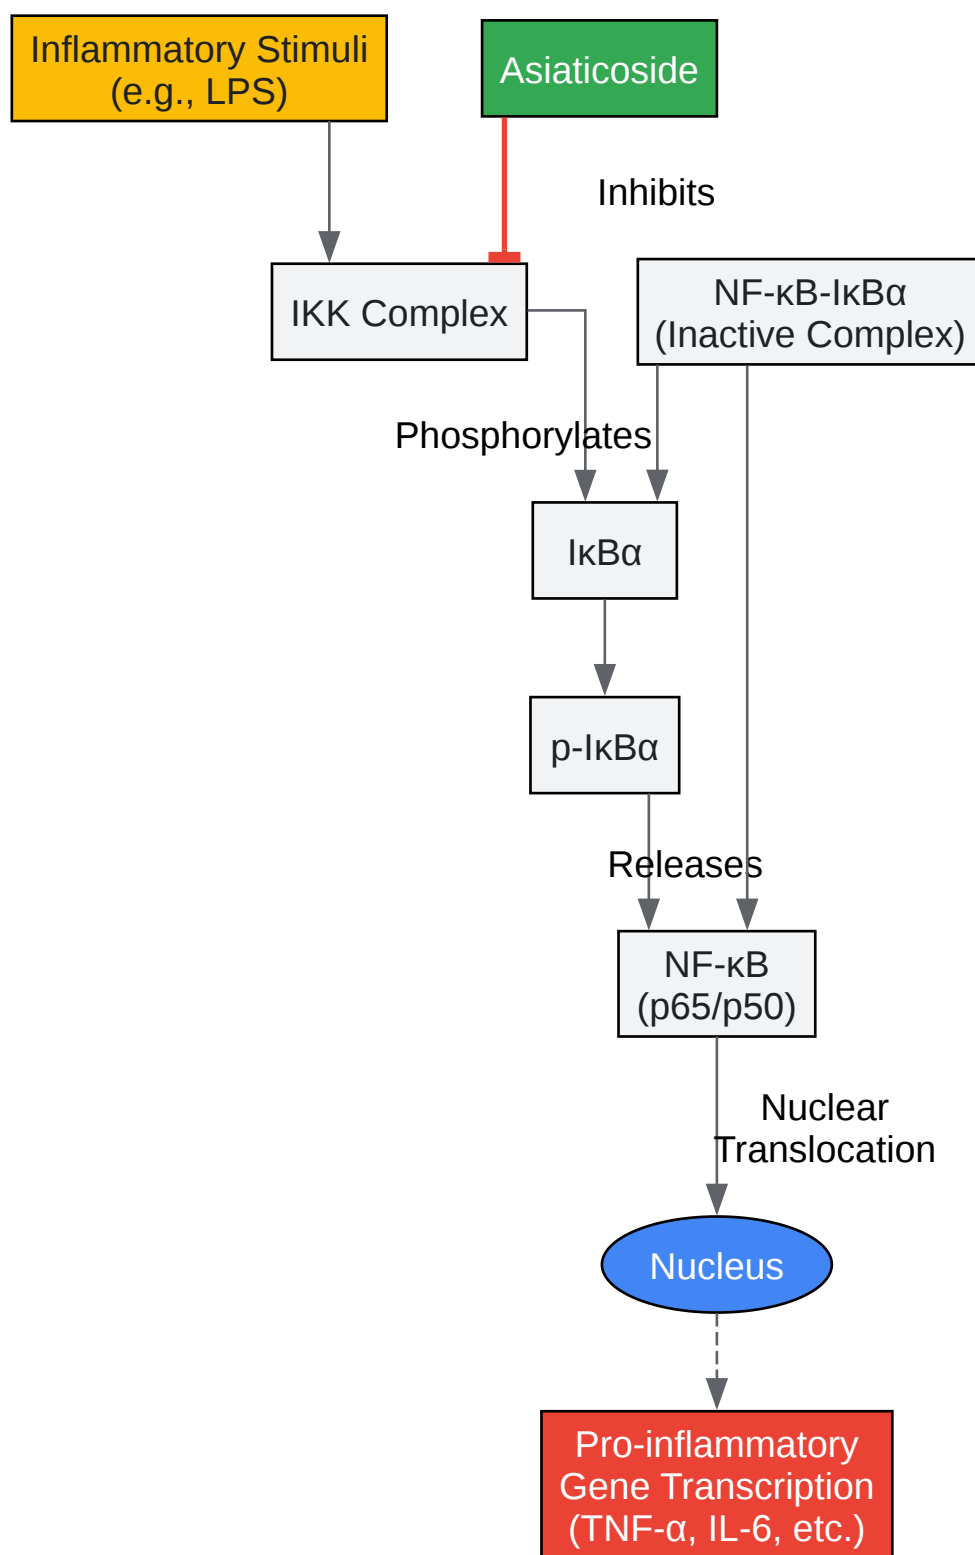 Inflammatory Stimuli
(e.g., LPS)
Asiaticoside
Inhibits
IKK Complex
NF-κB-IκBα
(Inactive Complex)
Phosphorylates
IκBα
p-IκBα
Releases
NF-κB
(p65/p50)
Nuclear
Translocation
Nucleus
Pro-inflammatory
Gene Transcription
(TNF-α, IL-6, etc.)